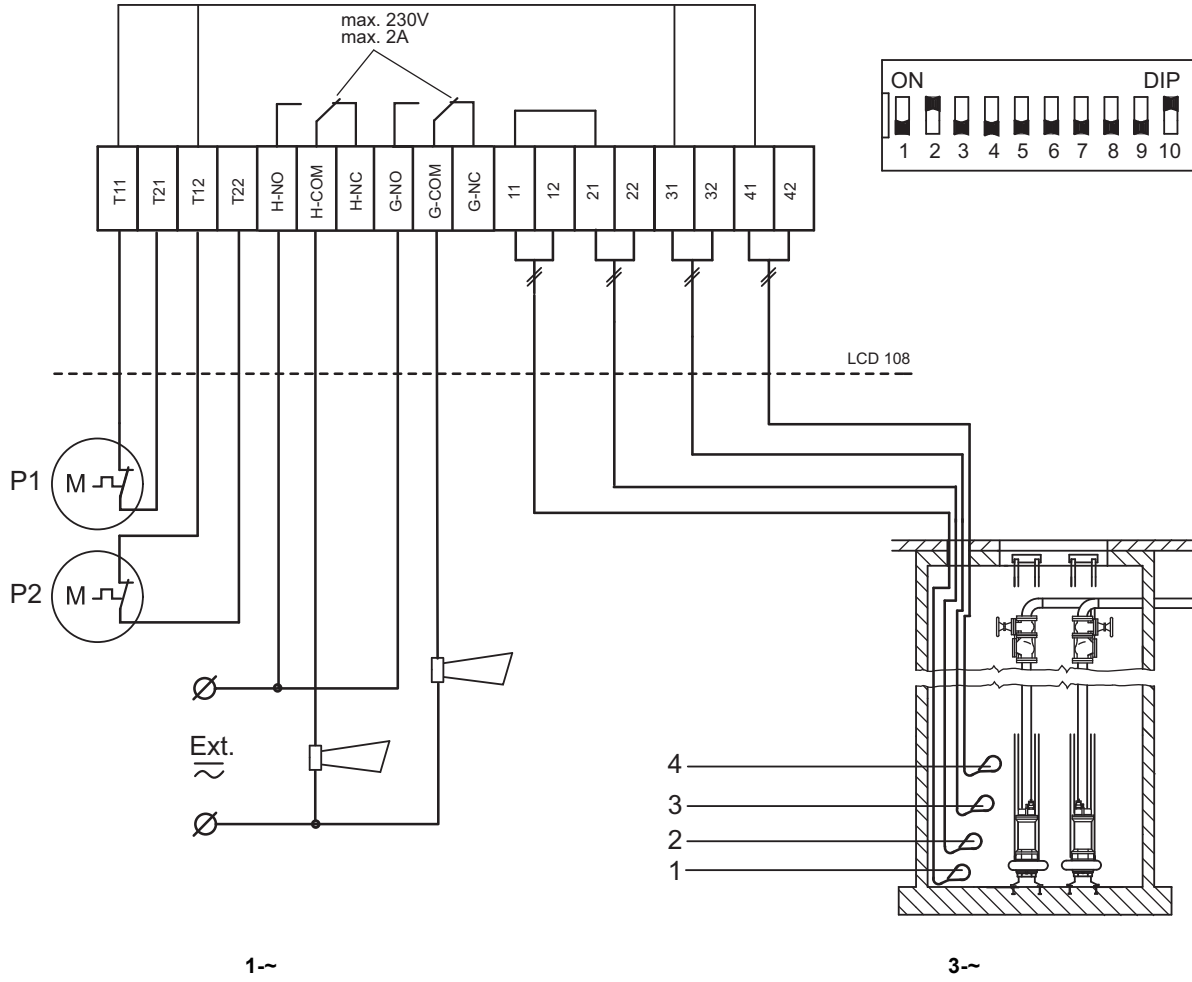 max. 230V
max. 2A
ON DIP
1 2 3 4 5 6 7 8 9 10
T11 T21 T12 T22 H-NO H-COM H-NC G-NO G-COM G-NC 11 12 21 22 31 32 41 42
LCD 108
P1 M
P2 M
Ext.
4
3
2
1
1-~ 3-~